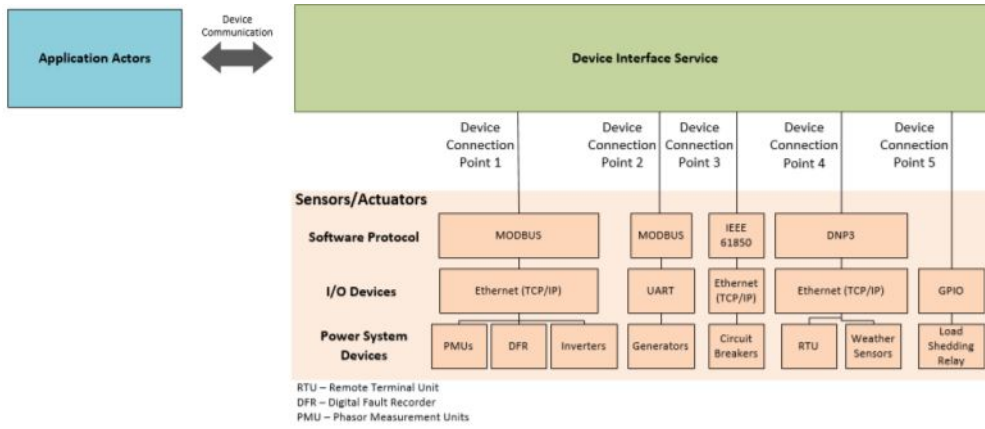 Device
Communication
Application Actors
Device Interface Service
Device
Connection
Point 1
Device
Connection
Point 2
Device
Connection
Point 3
Device
Connection
Point 4
Device
Connection
Point 5
Sensors/Actuators
Software Protocol
MODBUS
MODBUS
IEEE
61850
DNP3
I/O Devices
Ethernet (TCP/IP)
UART
Ethernet
(TCP/IP)
Ethernet (TCP/IP)
GPIO
Power System
Devices
PMUs
DFR
Inverters
Generators
Circuit
Breakers
RTU
Weather
Sensors
Load
Shedding
Relay
RTU – Remote Terminal Unit
DFR – Digital Fault Recorder
PMU – Phasor Measurement Units